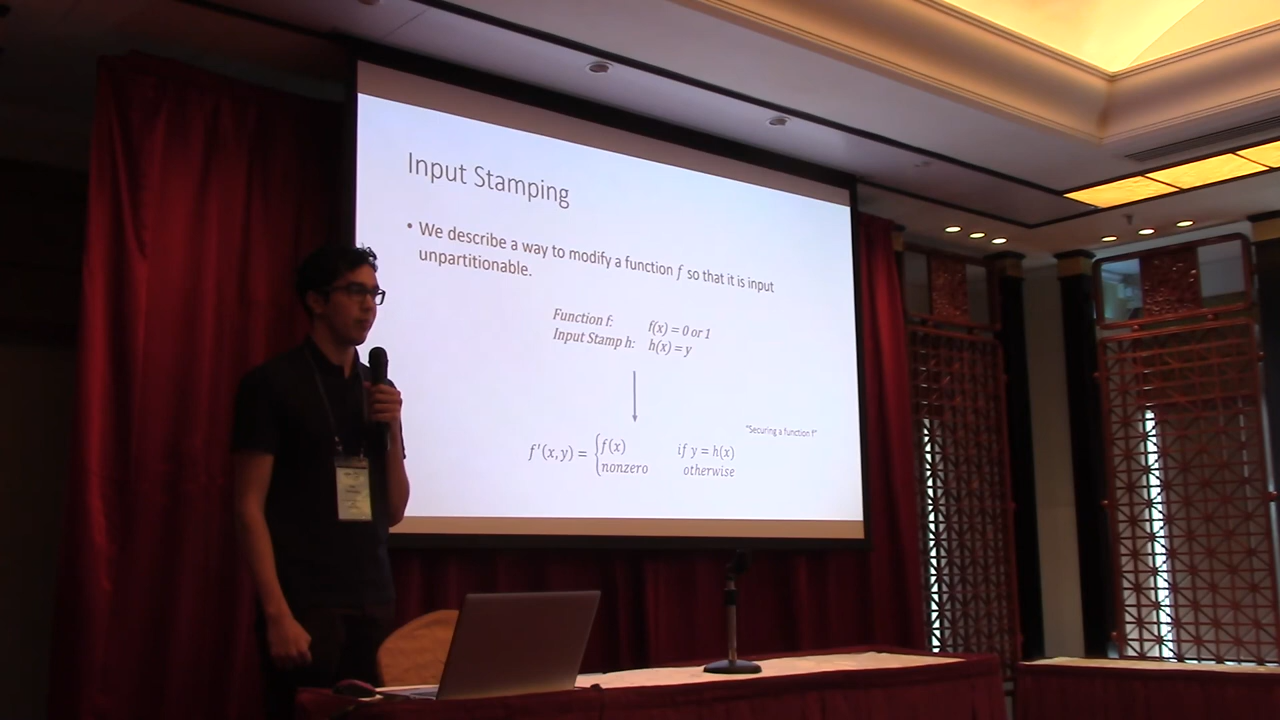 Input Stamping
• We describe a way to modify a function f so that it is input
unpartitionable.
Function f: f(x) = 0 or 1
Input Stamp h: h(x) = y
"Securing a function f"
f'(x,y) = {f(x) if y = h(x)
nonzero otherwise